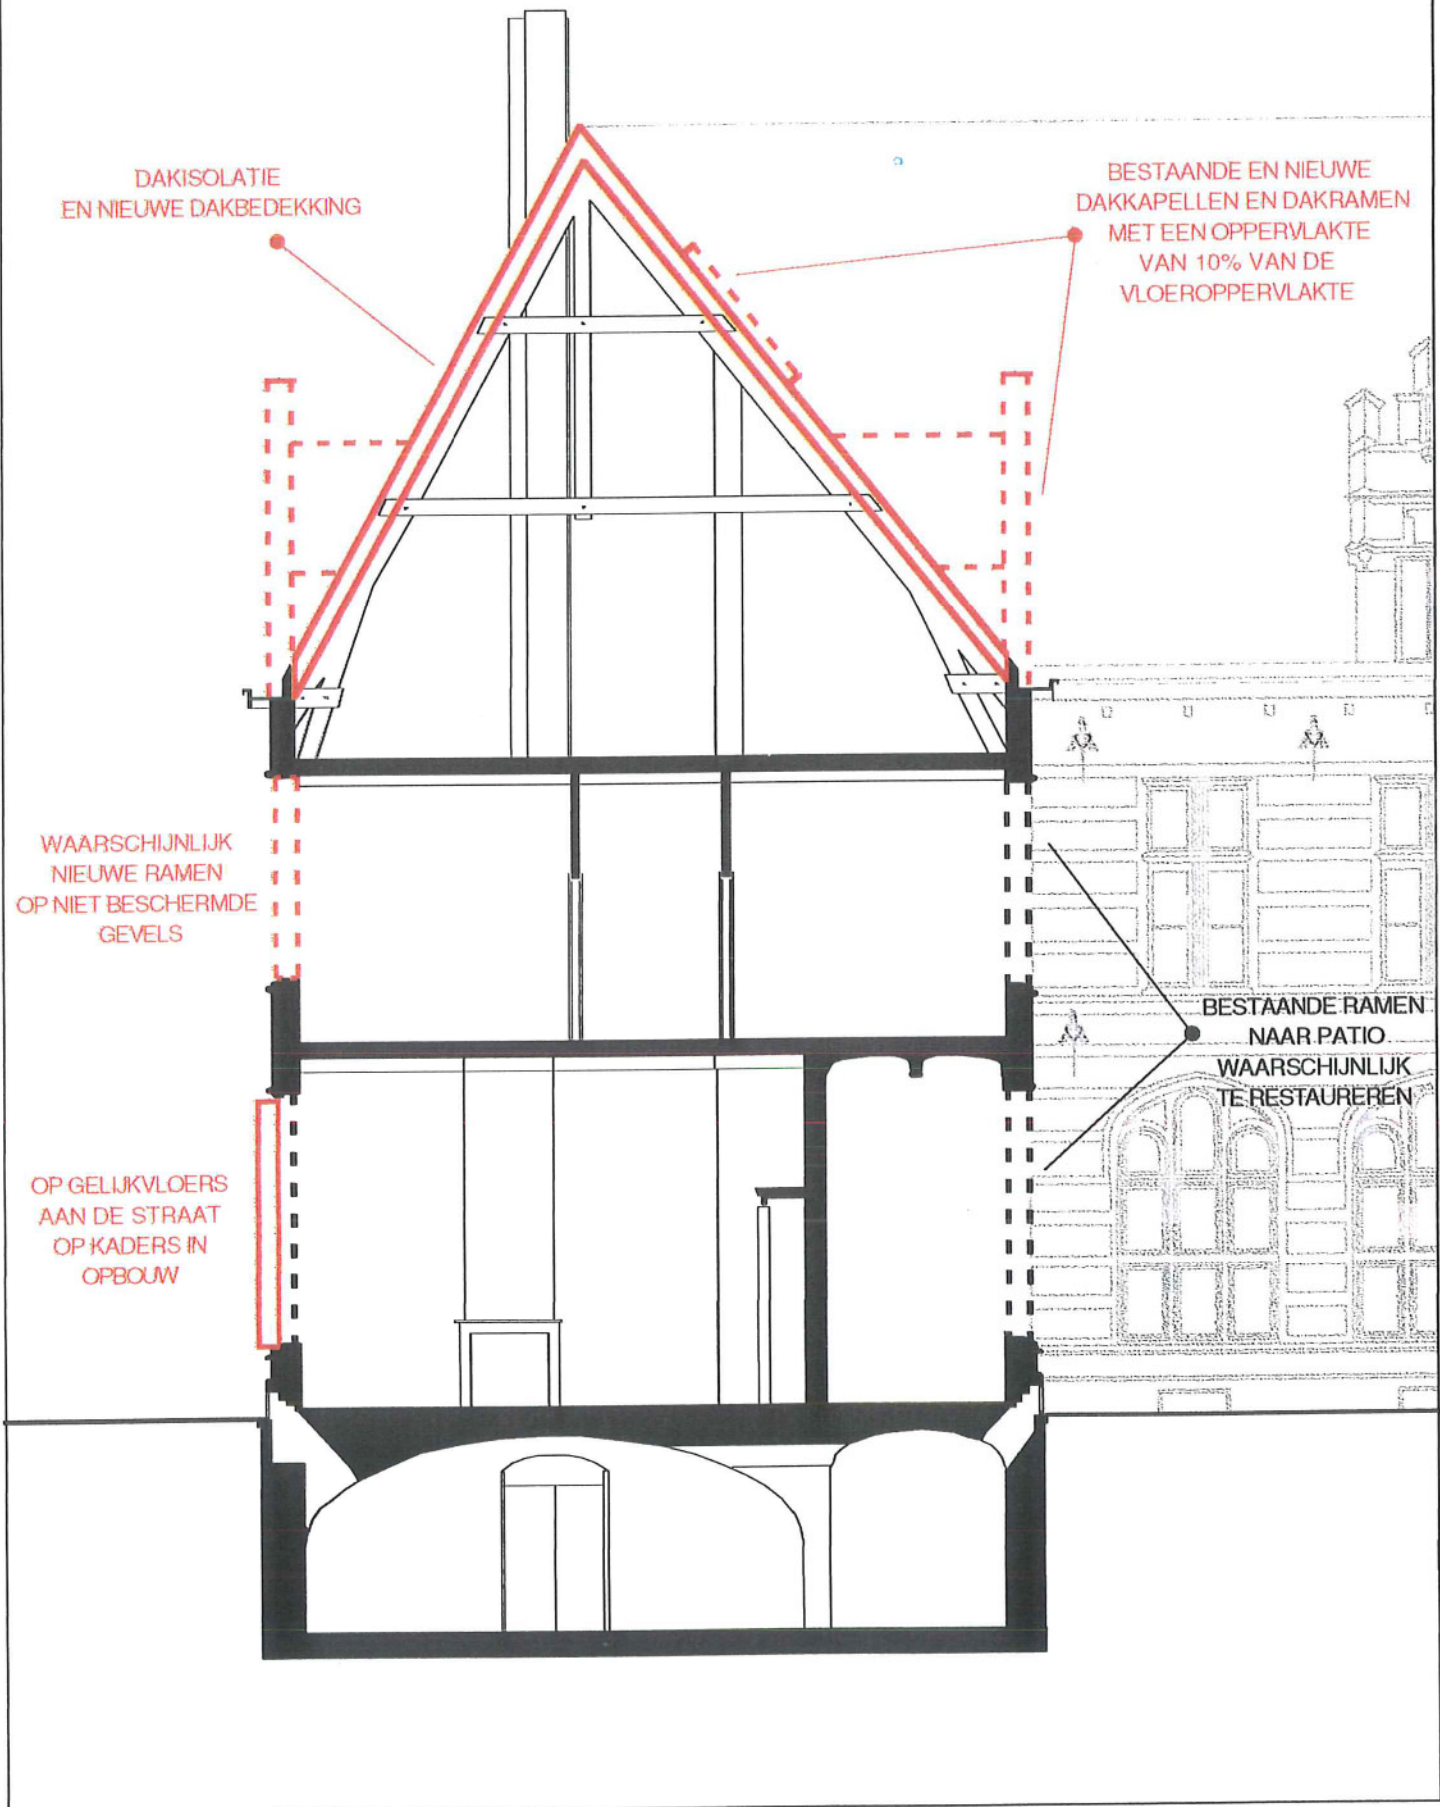 DAKISOLATIE
EN NIEUWE DAKBEDEKKING
BESTAANDE EN NIEUWE
DAKKAPELLEN EN DAKRAMEN
MET EEN OPPERVLAKTE
VAN 10% VAN DE
VLOEROPPERVLAKTE
WAARSCHIJNLIJK
NIEUWE RAMEN
OP NIET BESCHERMDE
GEVELS
BESTAANDE RAMEN
NAAR PATIO
WAARSCHIJNLIJK
TE RESTAUREREN
OP GELIJKVLOERS
AAN DE STRAAT
OP KADERS IN
OPBOUW